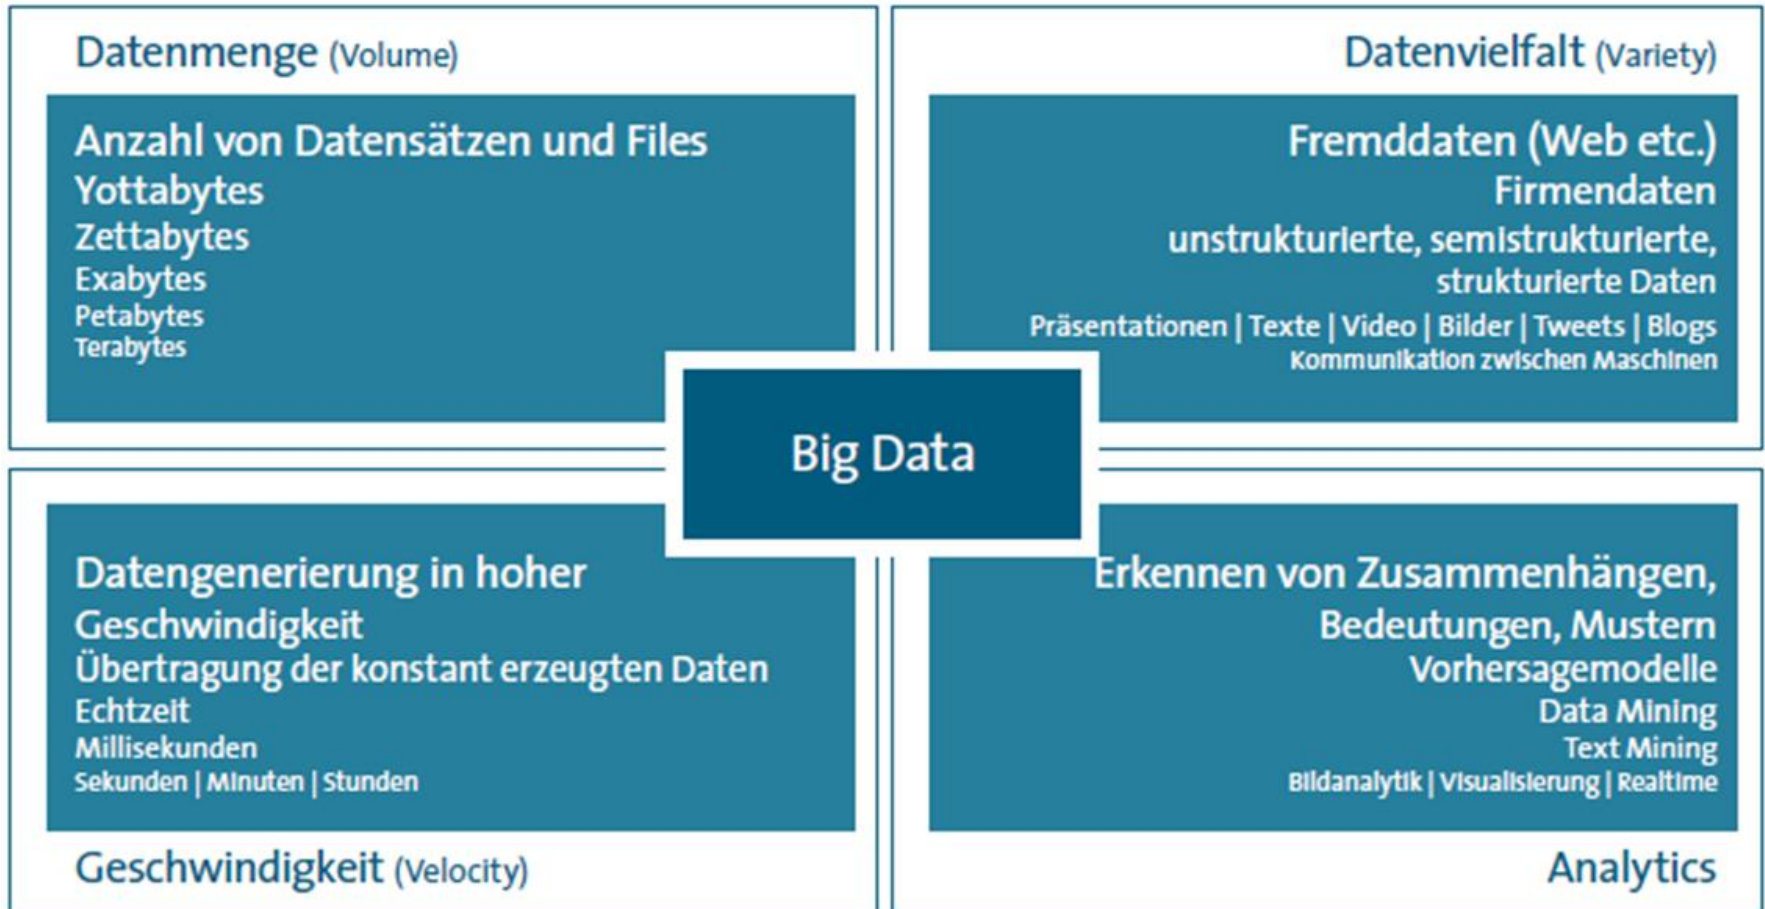 Datenmenge (Volume)
Anzahl von Datensätzen und Files
Yottabytes
Zettabytes
Exabytes
Petabytes
Terabytes
Datenvielfalt (Variety)
Fremddaten (Web etc.)
Firmendaten
unstrukturierte, semistrukturierte,
strukturierte Daten
Präsentationen | Texte | Video | Bilder | Tweets | Blogs
Kommunikation zwischen Maschinen
Big Data
Datengenerierung in hoher
Geschwindigkeit
Übertragung der konstant erzeugten Daten
Echtzeit
Millisekunden
Sekunden | Minuten | Stunden
Geschwindigkeit (Velocity)
Erkennen von Zusammenhängen,
Bedeutungen, Mustern
Vorhersagemodelle
Data Mining
Text Mining
Bildanalytik | Visualisierung | Realtime
Analytics